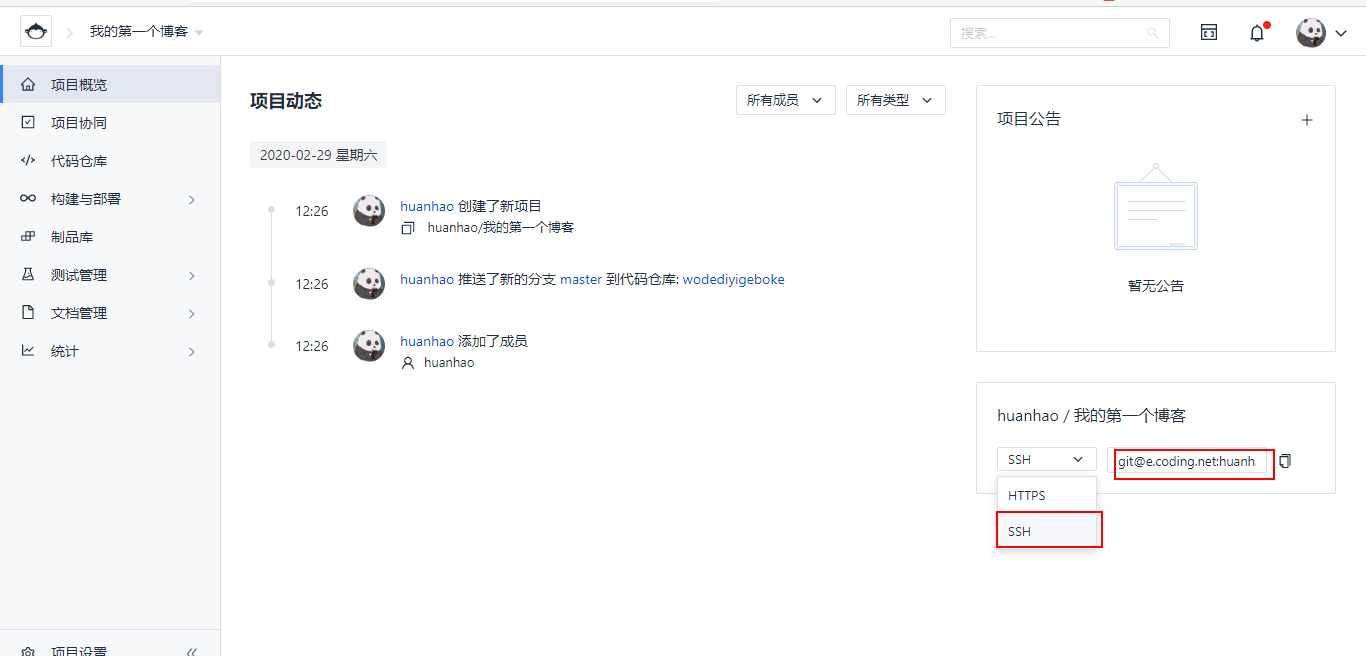 我的第一个博客
搜索...
项目概览
项目协同
代码仓库
构建与部署
制品库
测试管理
文档管理
统计
项目设置
项目动态
所有成员
所有类型
2020-02-29 星期六
12:26
huanhao 创建了新项目
huanhao/我的第一个博客
12:26
huanhao 推送了新的分支 master 到代码仓库: wodediyigeboke
12:26
huanhao 添加了成员
huanhao
项目公告
暂无公告
huanhao / 我的第一个博客
SSH
git@e.coding.net:huanh
HTTPS
SSH